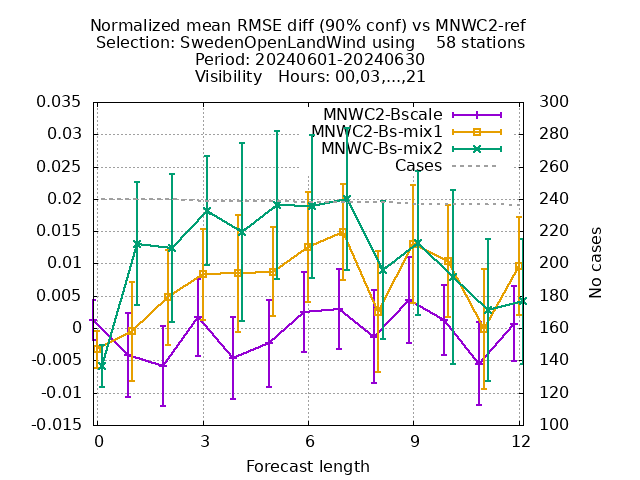 Normalized mean RMSE diff (90% conf) vs MNWC2-ref
Selection: SwedenOpenLandWind using 58 stations
Period: 20240601-20240630
Visibility Hours: 00,03,...,21
MNWC2-Bscale
MNWC2-Bs-mix1
MNWC-Bs-mix2
Cases
0.035
0.03
0.025
0.02
0.015
0.01
0.005
0
-0.005
-0.01
-0.015
300
280
260
240
220
200
180
160
140
120
100
No cases
0 3 6 9 12
Forecast length